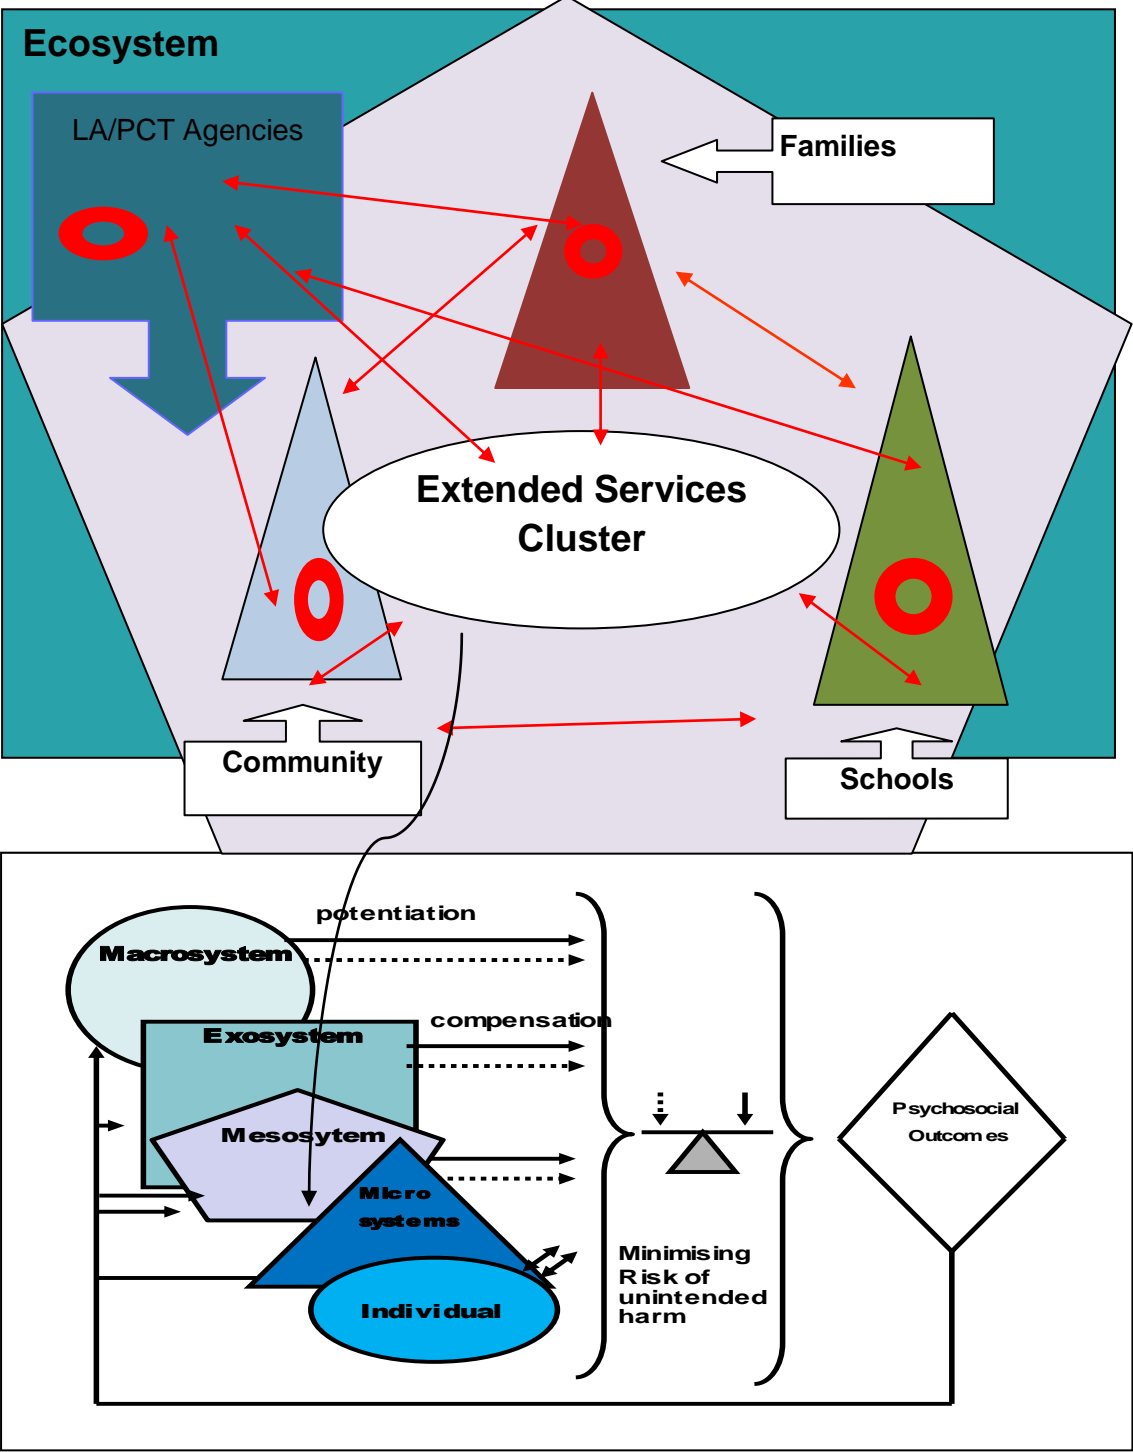 Ecosystem
LA/PCT Agencies
Families
Extended Services
Cluster
Community
Schools
potentiation
Macrosystem
compensation
Exosystem
Psychosocial
Outcomes
Mesosytem
Micro
systems
Minimising
Risk of
unintended
harm
Individual